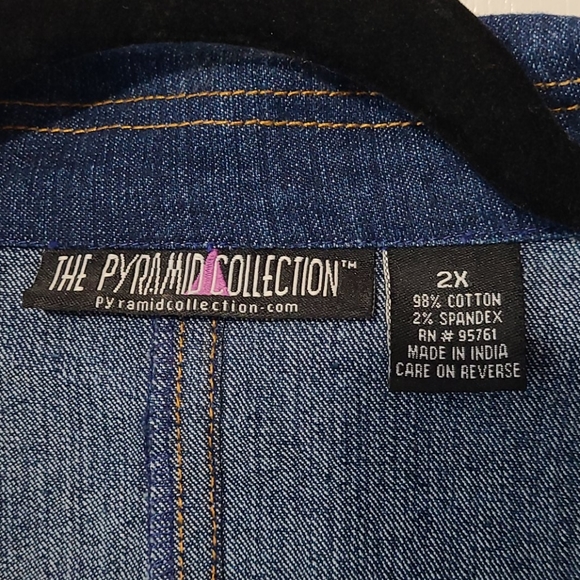 THE PYRAMID COLLECTION™
Pyramidcollection.com
2X
98% COTTON
2% SPANDEX
RN # 95761
MADE IN INDIA
CARE ON REVERSE